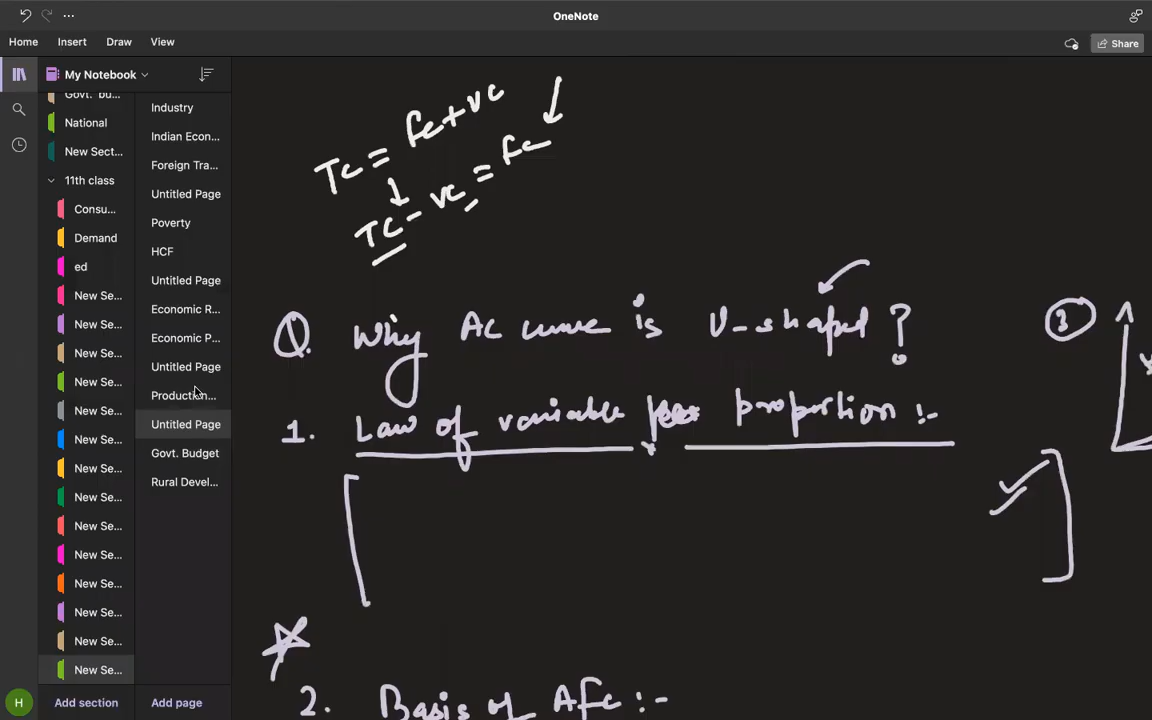 OneNote
Home Insert Draw View
Share
My Notebook
Govt. bu...
National
New Sect...
11th class
Consu...
Demand
ed
New Se...
New Se...
New Se...
New Se...
New Se...
New Se...
New Se...
New Se...
New Se...
New Se...
New Se...
New Se...
New Se...
New Se...
Add section
Industry
Indian Econ...
Foreign Tra...
Untitled Page
Poverty
HCF
Untitled Page
Economic R...
Economic P...
Untitled Page
Production...
Untitled Page
Govt. Budget
Rural Devel...
Add page
H
Tc = fc+vc
TC - vc = fc
Q. Why Ac curve is U-shaped ?
1. Law of variable proportion :-
2. Basis of Afc :-
3